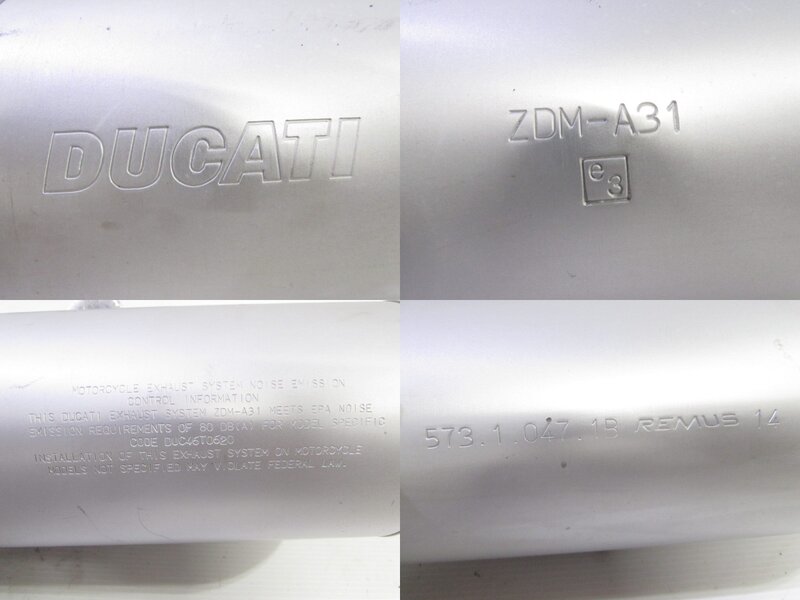 DUCATI
ZDM-A31
e3
MOTORCYCLE EXHAUST SYSTEM NOISE EMISSION
CONTROL INFORMATION
THIS DUCATI EXHAUST SYSTEM ZDM-A31 MEETS EPA NOISE
EMISSION REQUIREMENTS OF 80 DB(A) FOR MODEL SPECIFIC
CODE DUC46T0620
INSTALLATION OF THIS EXHAUST SYSTEM ON MOTORCYCLE
MODELS NOT SPECIFIED MAY VIOLATE FEDERAL LAW.
573.1.047.1B REMUS 14